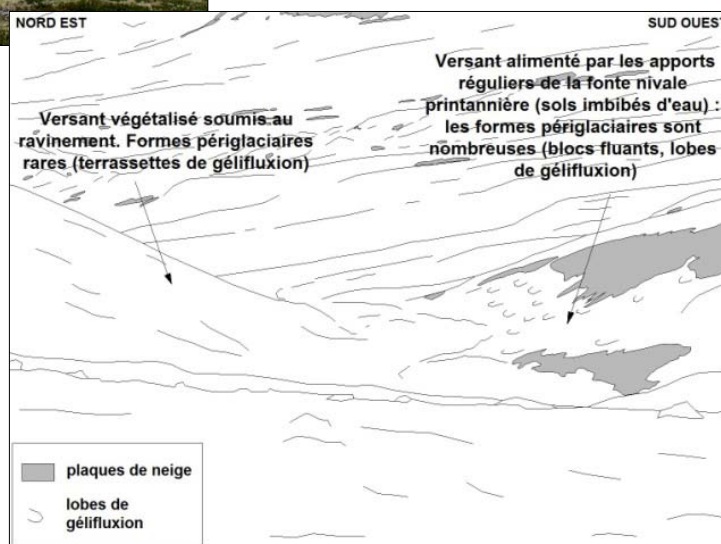 NORD EST
SUD OUEST
Versant végétalisé soumis au
ravinement. Formes périglaciaires
rares (terrassettes de gélifluxion)
Versant alimenté par les apports
réguliers de la fonte nivale
printannière (sols imbibés d'eau) :
les formes périglaciaires sont
nombreuses (blocs fluants, lobes
de gélifluxion)
plaques de neige
lobes de
gélifluxion